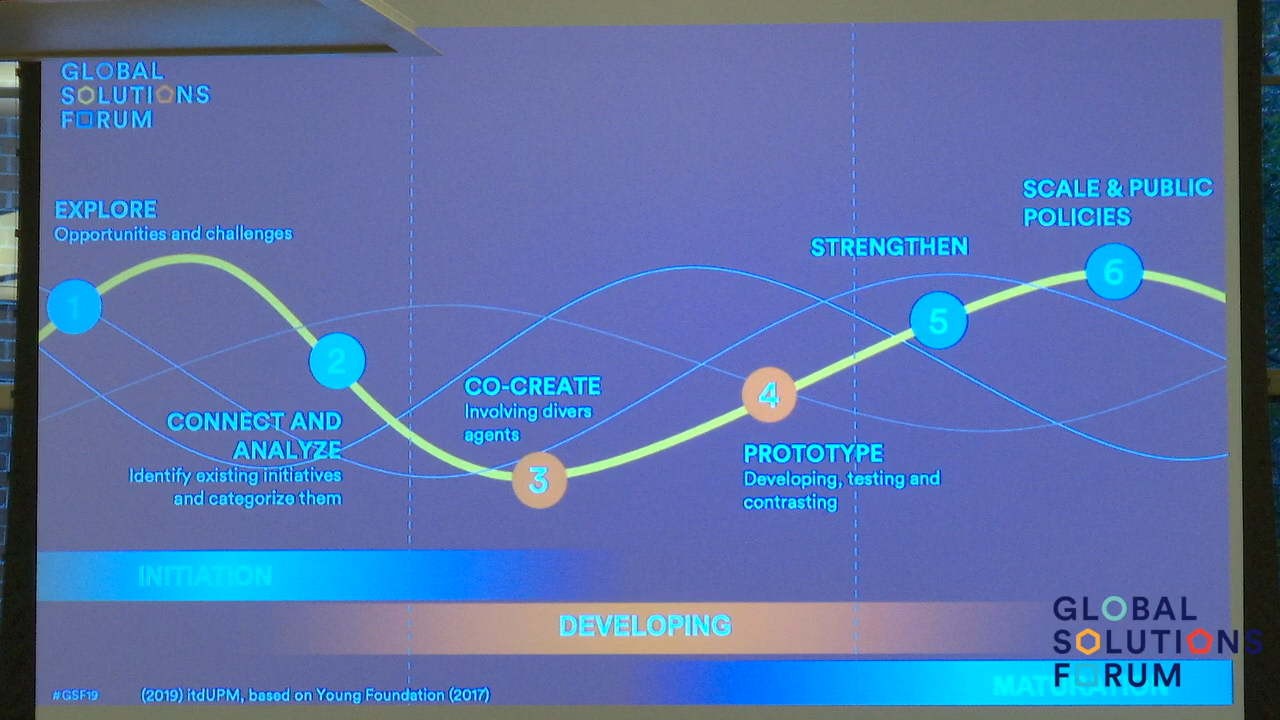 GLOBAL
SOLUTIONS
FORUM
EXPLORE
Opportunities and challenges
1
2
CONNECT AND
ANALYZE
Identify existing initiatives
and categorize them
CO-CREATE
Involving divers
agents
3
4
PROTOTYPE
Developing, testing and
contrasting
STRENGTHEN
5
SCALE & PUBLIC
POLICIES
6
INITIATION
DEVELOPING
MATURATION
#GSF19
(2019) itdUPM, based on Young Foundation (2017)
GLOBAL
SOLUTIONS
FORUM